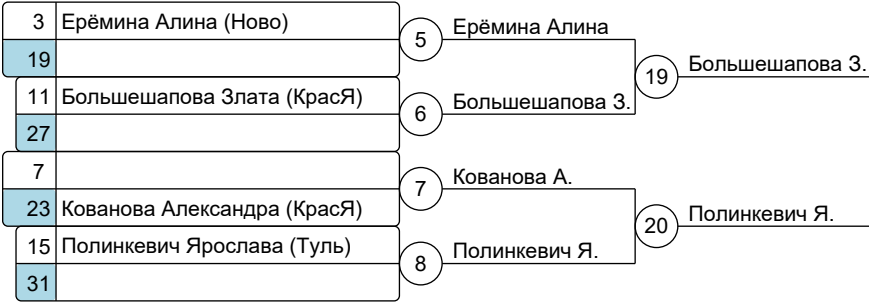 3 Ерёмина Алина (Ново)
19
5 Ерёмина Алина
11 Большешапова Злата (КрасЯ)
27
6 Большешапова З.
19 Большешапова З.
7
23 Кованова Александра (КрасЯ)
7 Кованова А.
15 Полинкевич Ярослава (Туль)
31
8 Полинкевич Я.
20 Полинкевич Я.